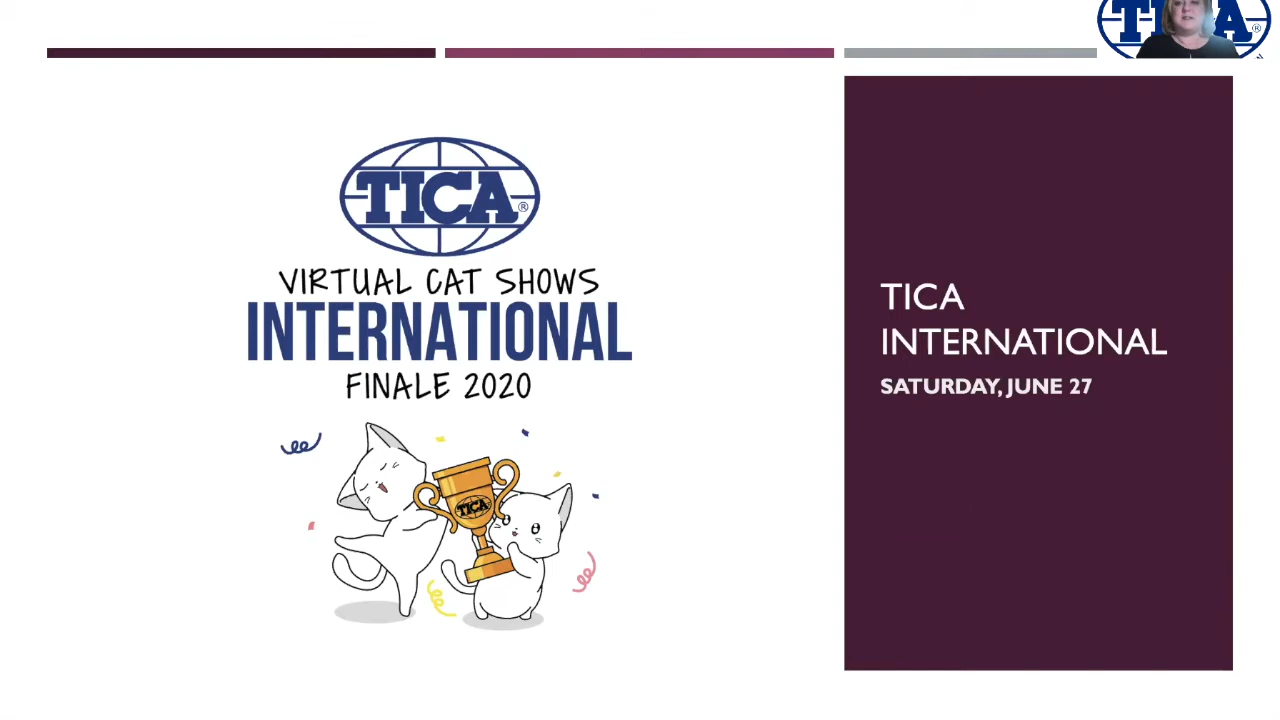 TICA®
VIRTUAL CAT SHOWS
INTERNATIONAL
FINALE 2020
TICA
TICA
INTERNATIONAL
SATURDAY, JUNE 27